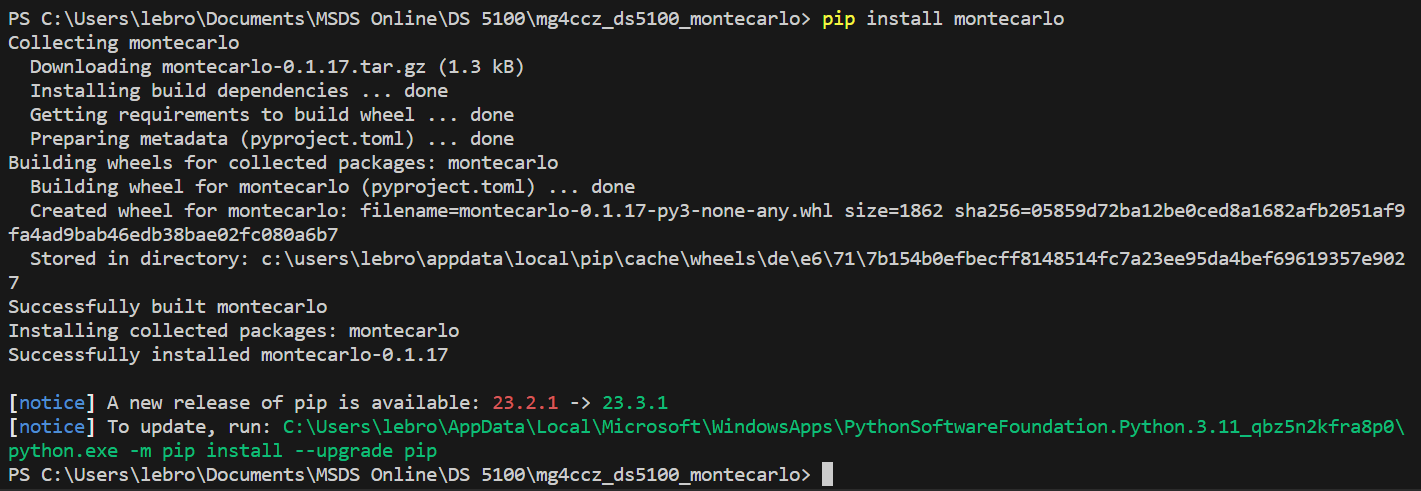 PS C:\Users\lebro\Documents\MSDS Online\DS 5100\mg4ccz_ds5100_montecarlo> pip install montecarlo
Collecting montecarlo
  Downloading montecarlo-0.1.17.tar.gz (1.3 kB)
  Installing build dependencies ... done
  Getting requirements to build wheel ... done
  Preparing metadata (pyproject.toml) ... done
Building wheels for collected packages: montecarlo
  Building wheel for montecarlo (pyproject.toml) ... done
  Created wheel for montecarlo: filename=montecarlo-0.1.17-py3-none-any.whl size=1862 sha256=05859d72ba12be0ced8a1682afb2051af9
fa4ad9bab46edb38bae02fc080a6b7
  Stored in directory: c:\users\lebro\appdata\local\pip\cache\wheels\de\e6\71\7b154b0efbecff8148514fc7a23ee95da4bef69619357e902
7
Successfully built montecarlo
Installing collected packages: montecarlo
Successfully installed montecarlo-0.1.17
[notice] A new release of pip is available: 23.2.1 -> 23.3.1
[notice] To update, run: C:\Users\lebro\AppData\Local\Microsoft\WindowsApps\PythonSoftwareFoundation.Python.3.11_qbz5n2kfra8p0\
python.exe -m pip install --upgrade pip
PS C:\Users\lebro\Documents\MSDS Online\DS 5100\mg4ccz_ds5100_montecarlo>